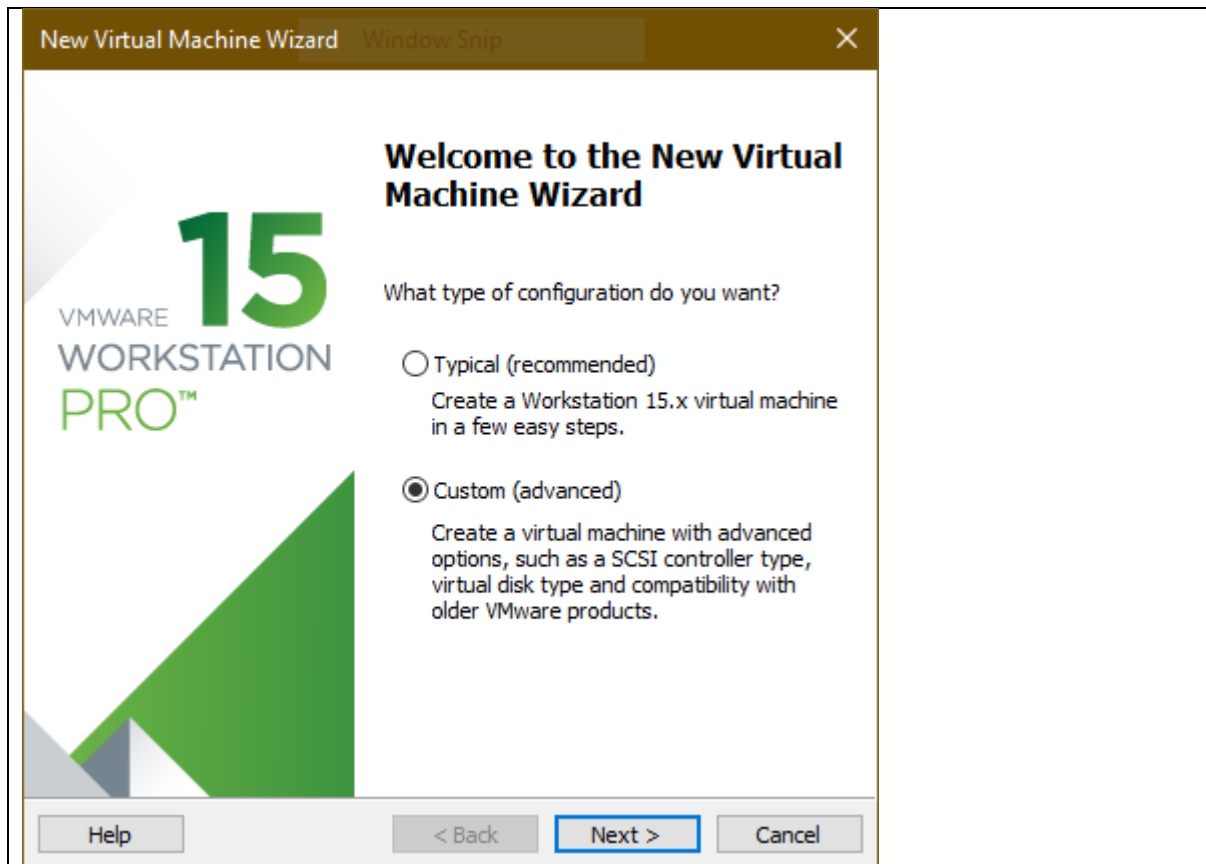 New Virtual Machine Wizard Window Snip
Welcome to the New Virtual
Machine Wizard
15
VMWARE
WORKSTATION
PRO™
What type of configuration do you want?
Typical (recommended)
Create a Workstation 15.x virtual machine
in a few easy steps.
Custom (advanced)
Create a virtual machine with advanced
options, such as a SCSI controller type,
virtual disk type and compatibility with
older VMware products.
Help < Back Next > Cancel